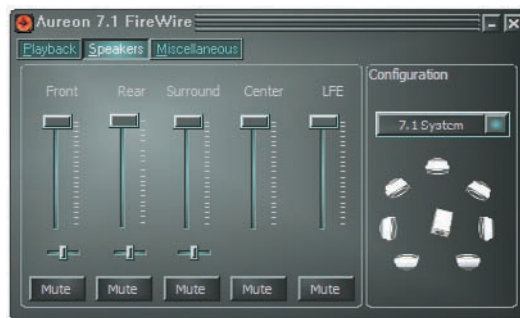 Aureon 7.1 FireWire
Playback Speakers Miscellaneous
Configuration
Front Rear Surround Center LFE
7.1 System
Mute Mute Mute Mute Mute